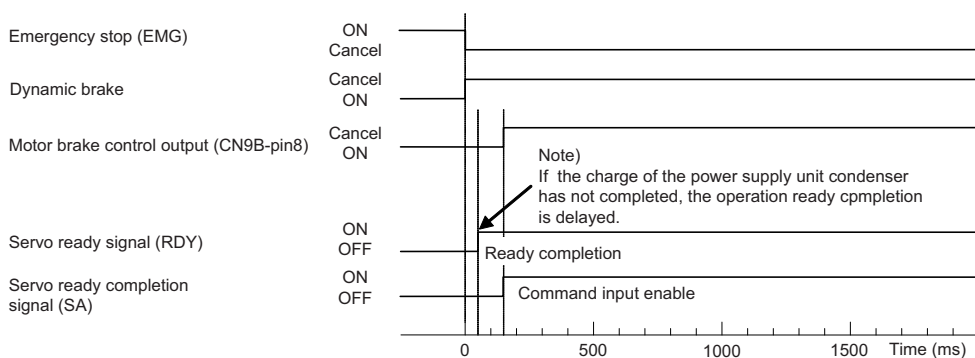 Emergency stop (EMG)
ON
Cancel
Dynamic brake
Cancel
ON
Motor brake control output (CN9B-pin8)
Cancel
ON
Note)
If the charge of the power supply unit condenser
has not completed, the operation ready cpmpletion
is delayed.
Servo ready signal (RDY)
ON
OFF
Ready completion
Servo ready completion
signal (SA)
ON
OFF
Command input enable
0 500 1000 1500 Time (ms)